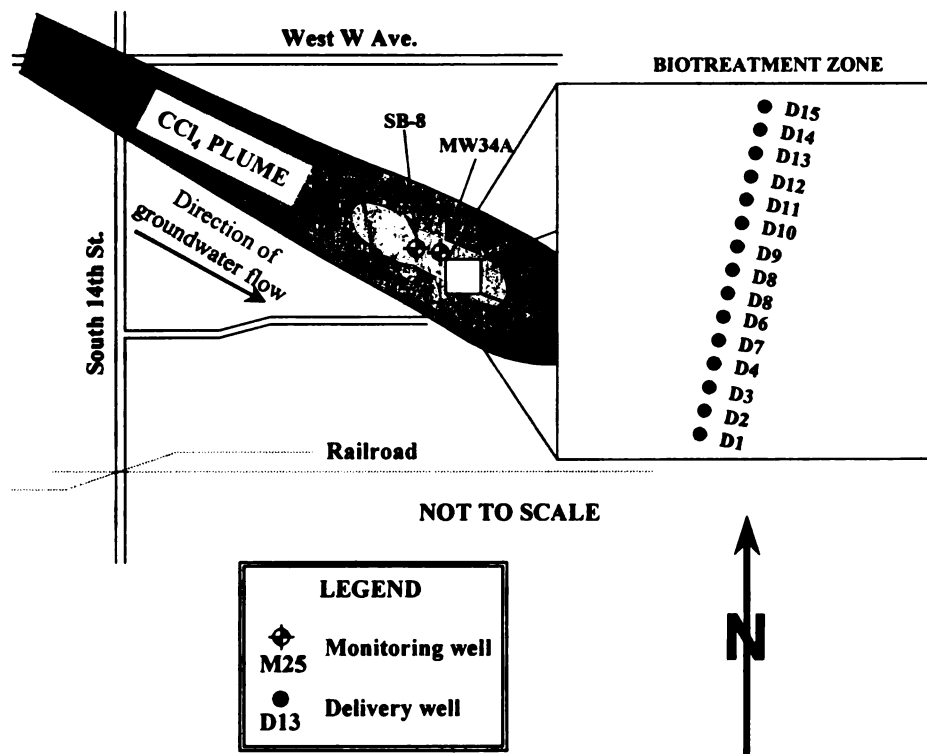 West W Ave.
BIOTREATMENT ZONE
SB-8
MW34A
CCl₄ PLUME
Direction of
groundwater flow
South 14th St.
D15
D14
D13
D12
D11
D10
D9
D8
D8
D6
D7
D4
D3
D2
D1
Railroad
NOT TO SCALE
LEGEND
M25
Monitoring well
D13
Delivery well
N